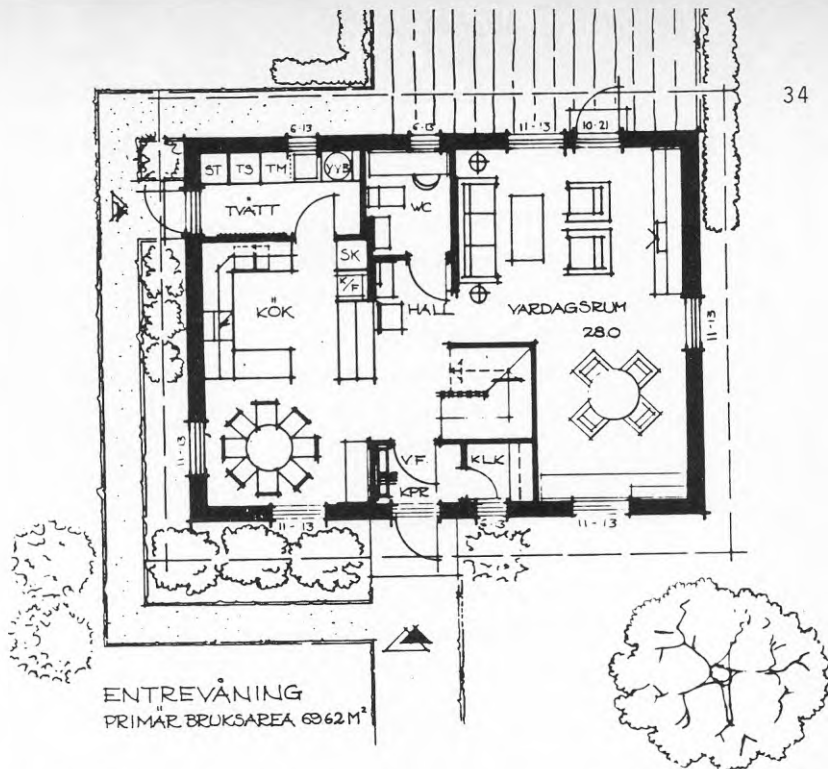 34
6-13
6-13
11-13
10-21
ST TS TM VVB
TVÄTT
WC
SK
K/F
KÖK
HALL
VARDAGSRUM
28.0
11-13
11-13
V.F.
KLK
KPR
11-13
6-13
11-13
ENTREVÅNING
PRIMÄR BRUKSAREA 69.62 M²